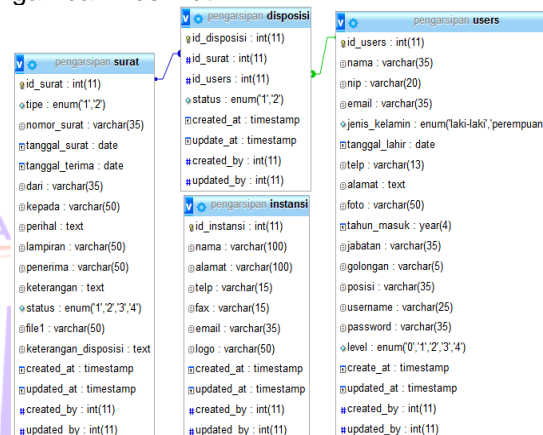 pengarsipan surat
id_surat : int(11)
tipe : enum('1','2')
nomor_surat : varchar(35)
tanggal_surat : date
tanggal_terima : date
dari : varchar(35)
kepada : varchar(50)
perihal : text
lampiran : varchar(50)
penerima : varchar(50)
keterangan : text
status : enum('1','2','3','4')
file1 : varchar(50)
keterangan_disposisi : text
created_at : timestamp
updated_at : timestamp
created_by : int(11)
updated_by : int(11)
pengarsipan disposisi
id_disposisi : int(11)
id_surat : int(11)
id_users : int(11)
status : enum('1','2')
created_at : timestamp
update_at : timestamp
created_by : int(11)
updated_by : int(11)
pengarsipan instansi
id_instansi : int(11)
nama : varchar(100)
alamat : varchar(100)
telp : varchar(15)
fax : varchar(15)
email : varchar(35)
logo : varchar(50)
created_at : timestamp
updated_at : timestamp
created_by : int(11)
updated_by : int(11)
pengarsipan users
id_users : int(11)
nama : varchar(35)
nip : varchar(20)
email : varchar(35)
jenis_kelamin : enum('laki-laki','perempuan
tanggal_lahir : date
telp : varchar(13)
alamat : text
foto : varchar(50)
tahun_masuk : year(4)
jabatan : varchar(35)
golongan : varchar(5)
posisi : varchar(35)
username : varchar(25)
password : varchar(35)
level : enum('0','1','2','3','4')
create_at : timestamp
updated_at : timestamp
created_by : int(11)
updated_by : int(11)